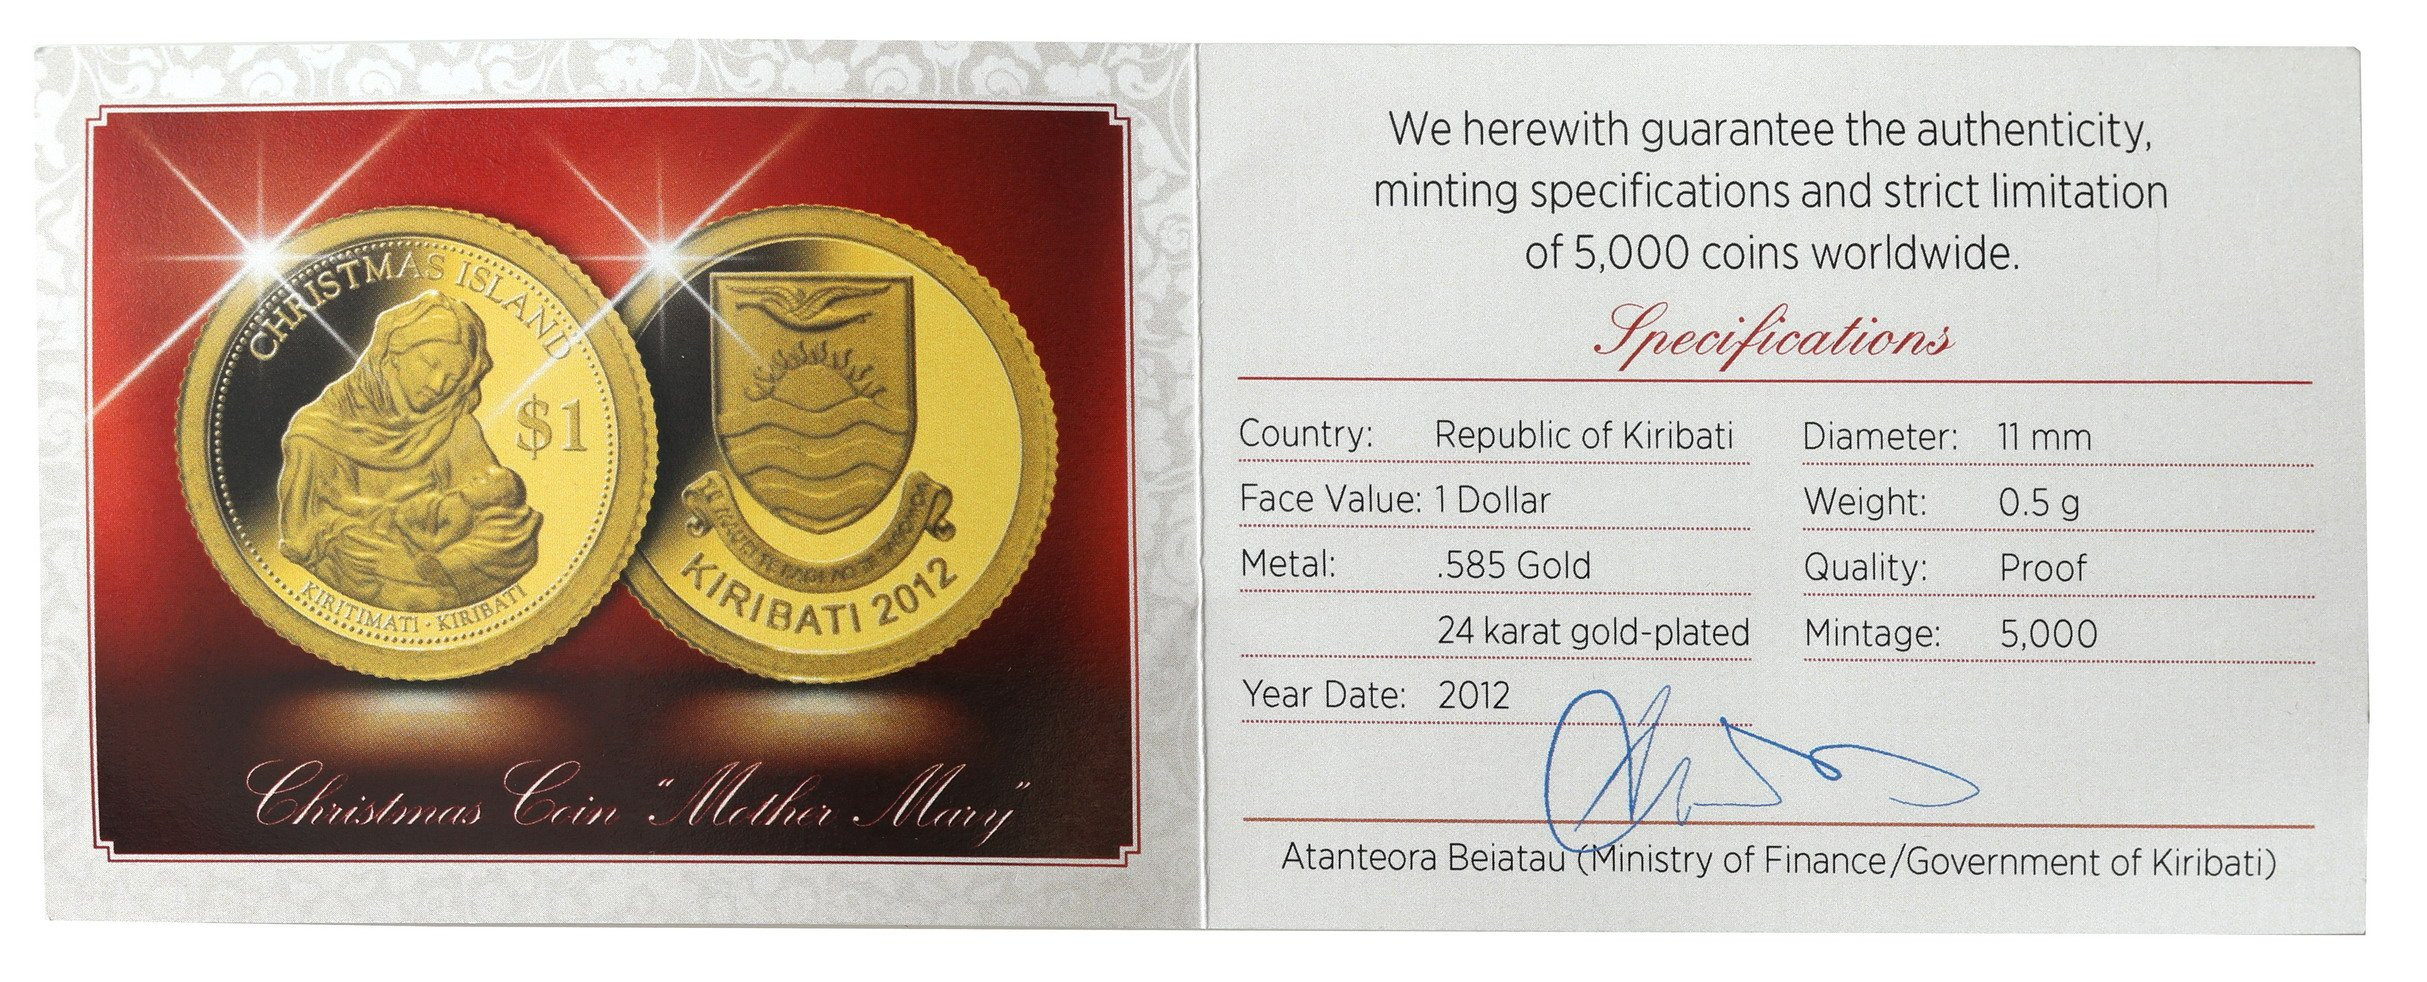 CHRISTMAS ISLAND
$1
KIRITIMATI · KIRIBATI
KIRIBATI 2012
Christmas Coin "Mother Mary"
We herewith guarantee the authenticity,
minting specifications and strict limitation
of 5,000 coins worldwide.
Specifications
Country: Republic of Kiribati
Face Value: 1 Dollar
Metal: .585 Gold
24 karat gold-plated
Year Date: 2012
Diameter: 11 mm
Weight: 0.5 g
Quality: Proof
Mintage: 5,000
Atanteora Beiatau (Ministry of Finance/Government of Kiribati)